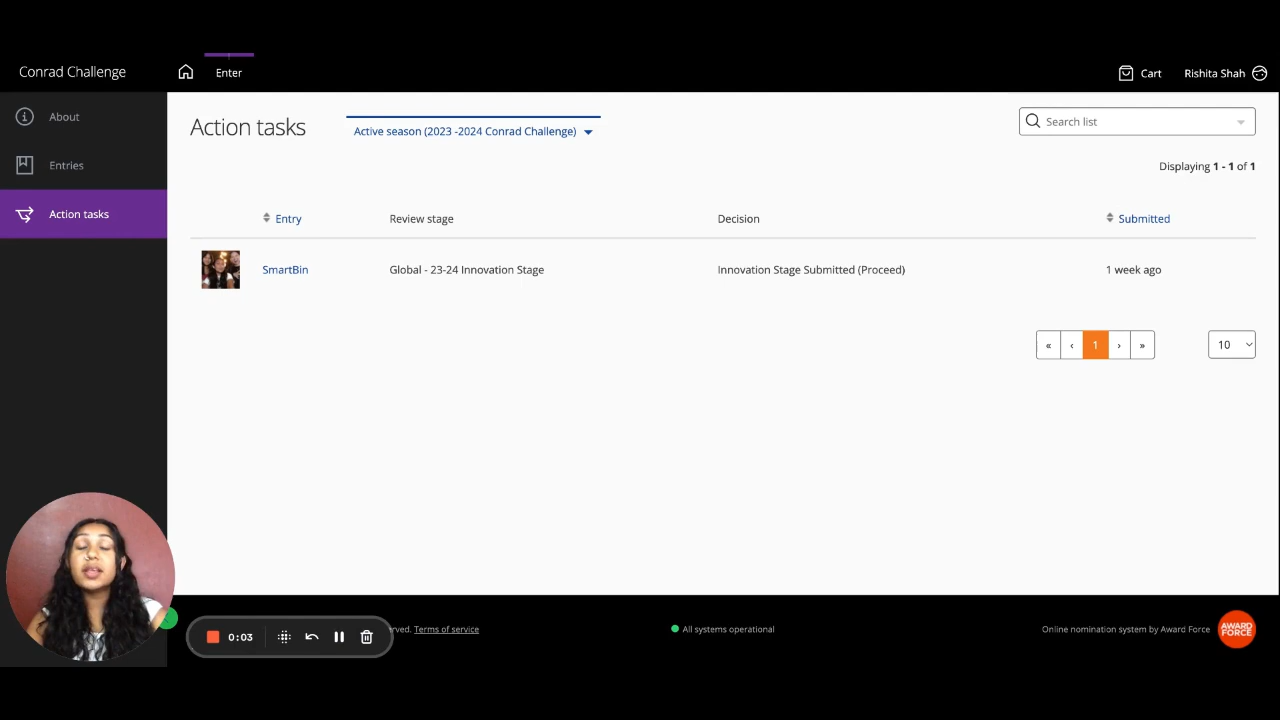 Conrad Challenge
Enter
Cart
Rishita Shah
About
Entries
Action tasks
Action tasks
Active season (2023 -2024 Conrad Challenge)
Search list
Displaying 1 - 1 of 1
Entry Review stage Decision Submitted
SmartBin Global - 23-24 Innovation Stage Innovation Stage Submitted (Proceed) 1 week ago
« ‹ 1 › »
10
0:03
rved. Terms of service
All systems operational
Online nomination system by Award Force
AWARD
FORCE